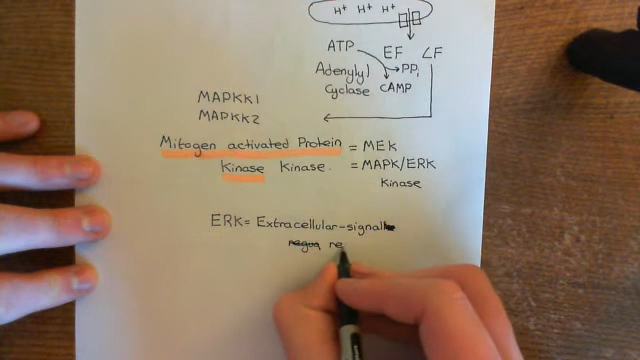 H+ H+ H+
ATP EF LF
Adenylyl PPi
Cyclase cAMP
MAPKK1
MAPKK2
Mitogen activated Protein = MEK
Kinase Kinase. = MAPK/ERK
Kinase
ERK = Extracellular-signal
re